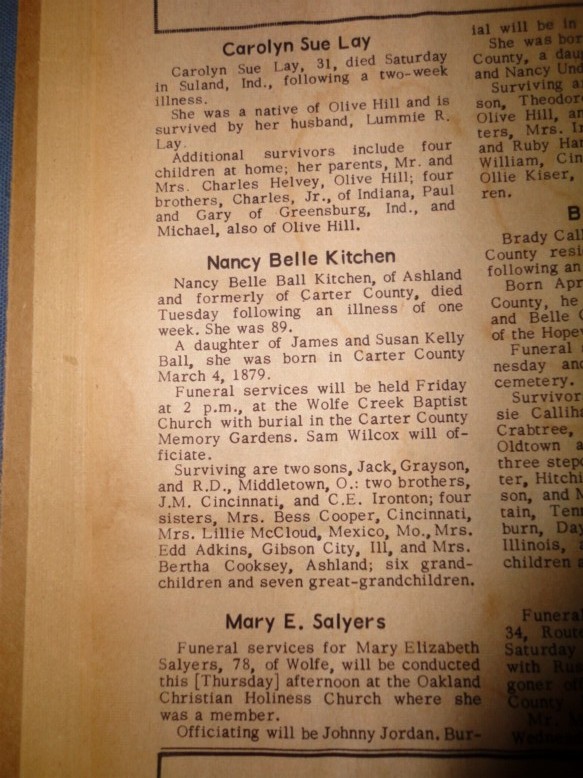 Carolyn Sue Lay
Carolyn Sue Lay, 31, died Saturday
in Suland, Ind., following a two-week
illness.
She was a native of Olive Hill and is
survived by her husband, Lummie R.
Lay.
Additional survivors include four
children at home; her parents, Mr. and
Mrs. Charles Helvey, Olive Hill; four
brothers, Charles, Jr., of Indiana, Paul
and Gary of Greensburg, Ind., and
Michael, also of Olive Hill.
Nancy Belle Kitchen
Nancy Belle Ball Kitchen, of Ashland
and formerly of Carter County, died
Tuesday following an illness of one
week. She was 89.
A daughter of James and Susan Kelly
Ball, she was born in Carter County
March 4, 1879.
Funeral services will be held Friday
at 2 p.m., at the Wolfe Creek Baptist
Church with burial in the Carter County
Memory Gardens. Sam Wilcox will of-
ficiate.
Surviving are two sons, Jack, Grayson,
and R.D., Middletown, O.: two brothers,
J.M. Cincinnati, and C.E. Ironton; four
sisters, Mrs. Bess Cooper, Cincinnati,
Mrs. Lillie McCloud, Mexico, Mo., Mrs.
Edd Adkins, Gibson City, Ill, and Mrs.
Bertha Cooksey, Ashland; six grand-
children and seven great-grandchildren.
Mary E. Salyers
Funeral services for Mary Elizabeth
Salyers, 78, of Wolfe, will be conducted
this [Thursday] afternoon at the Oakland
Christian Holiness Church where she
was a member.
Officiating will be Johnny Jordan. Bur-
ial will be in
She was bor
County, a dau
and Nancy Und
Surviving a
son, Theodor
Olive Hill, an
ters, Mrs. I
and Ruby Har
William, Cin
Ollie Kiser,
ren.
B
Brady Call
County resi
following an
Born Apr
County, he
and Belle
of the Hope
Funeral
nesday and
cemetery.
Survivor
sie Calliha
Crabtree,
Oldtown a
three step
ter, Hitchi
son, and M
tain, Ten
burn, Day
Illinois,
children a
Funera
34, Rout
Saturday
with Rus
goner of
County
Mr.
Wedne